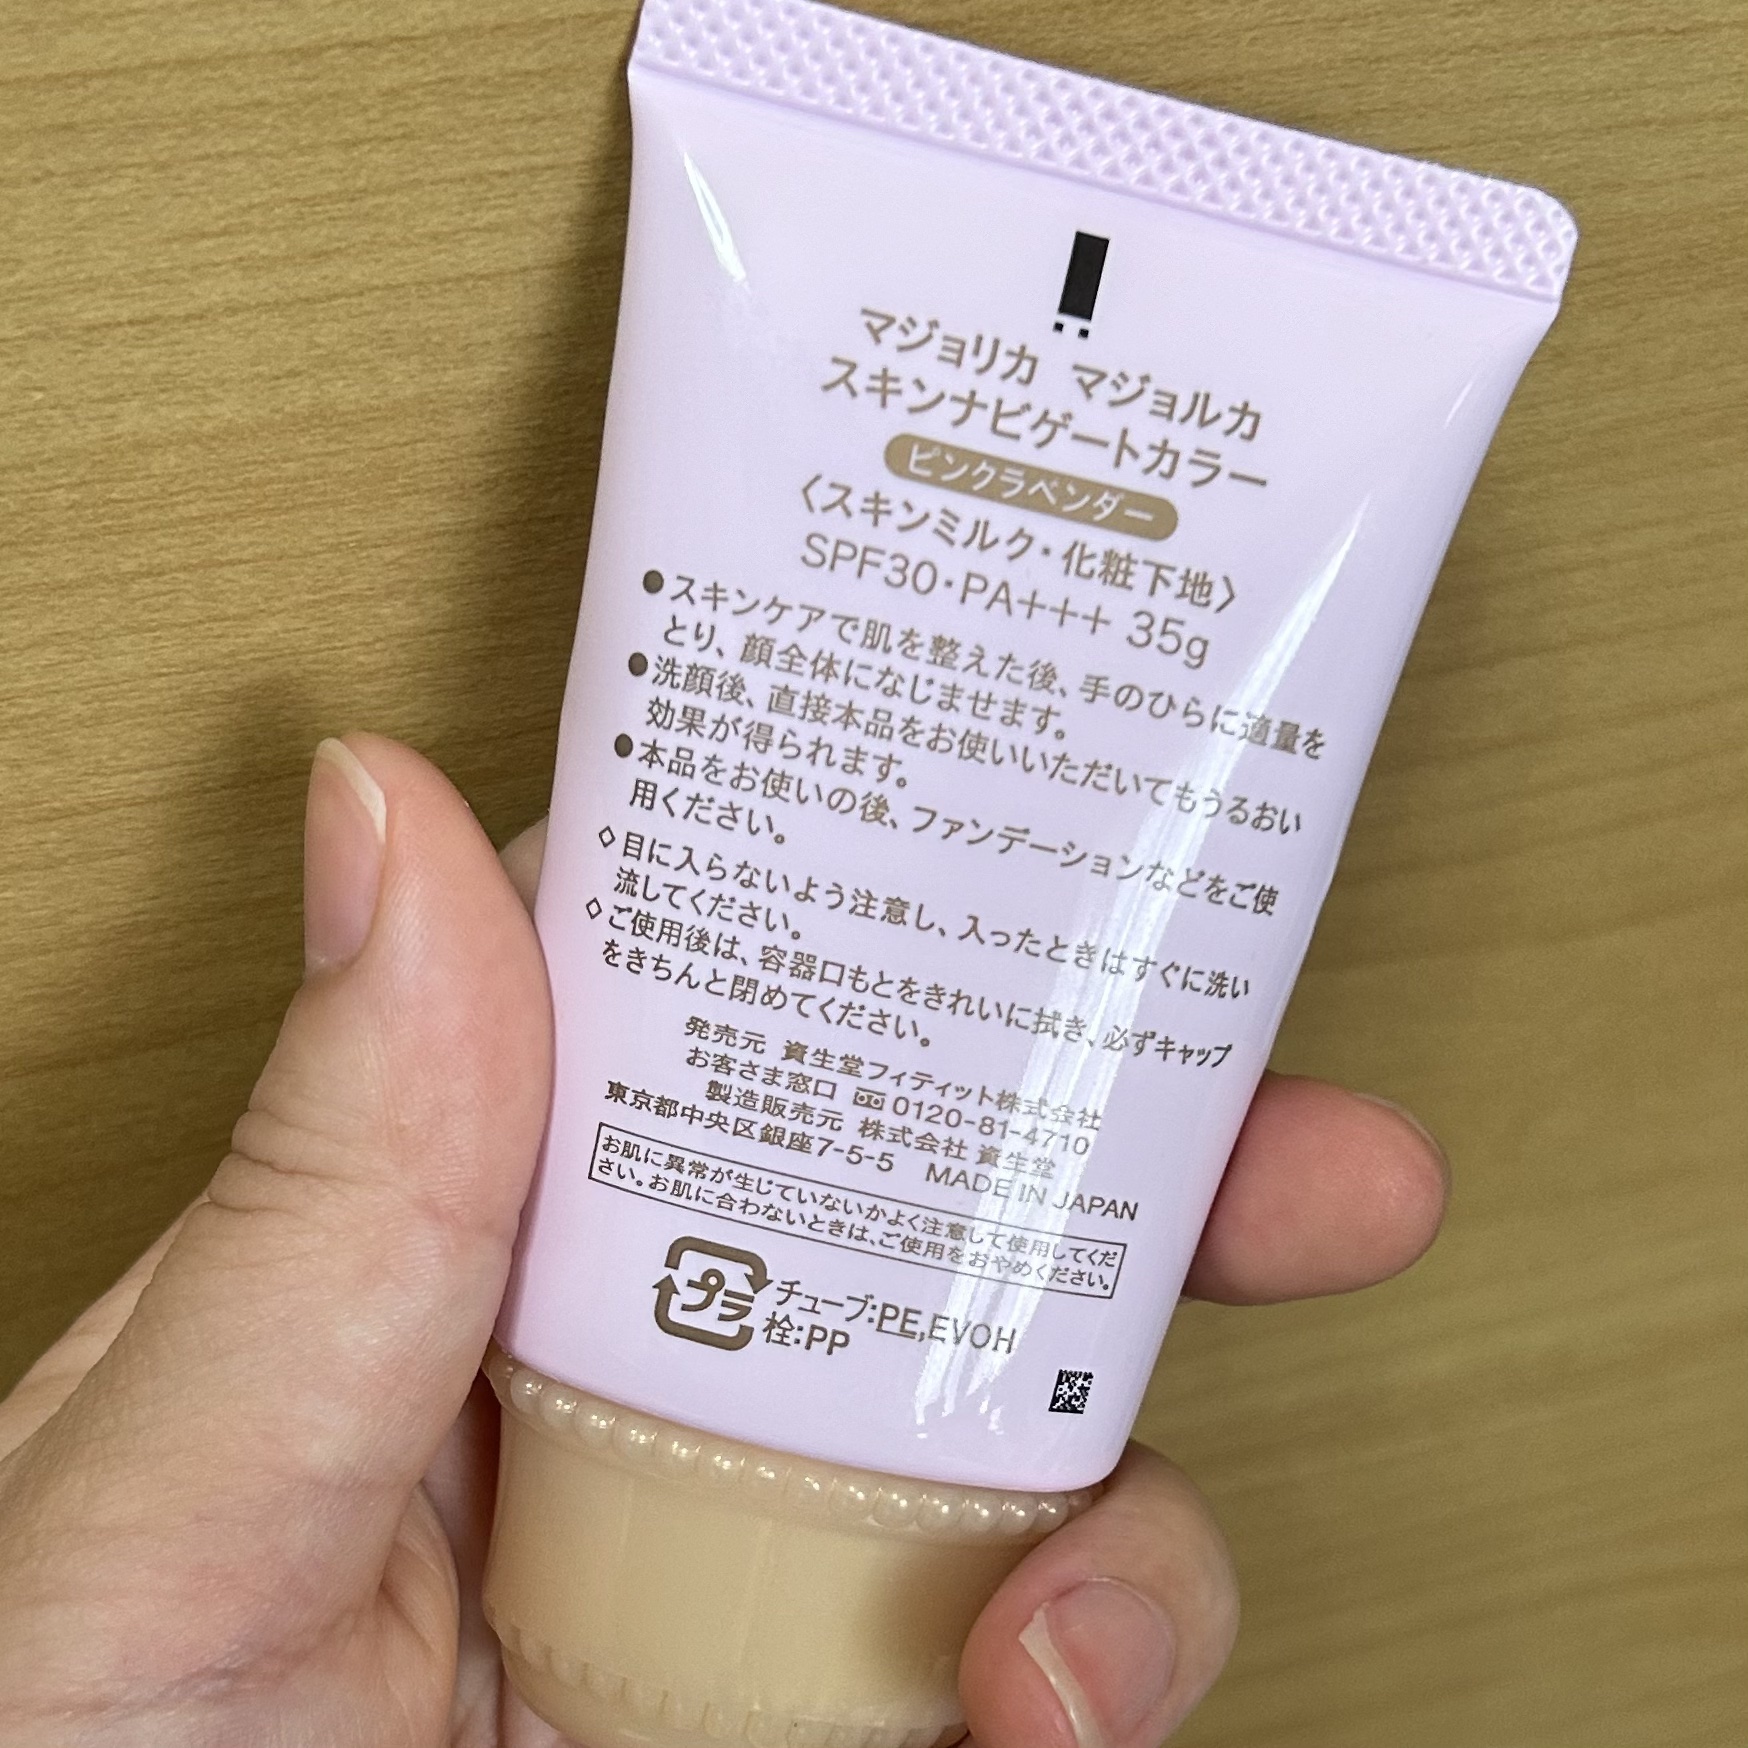 マジョリカ マジョルカ
スキンナビゲートカラー
ピンクラベンダー
〈スキンミルク・化粧下地〉
SPF30・PA+++ 35g
●スキンケアで肌を整えた後、手のひらに適量を
とり、顔全体になじませます。
●洗顔後、直接本品をお使いいただいてもうるおい
効果が得られます。
●本品をお使いの後、ファンデーションなどをご使
用ください。
◇目に入らないよう注意し、入ったときはすぐに洗い
流してください。
◇ご使用後は、容器口もとをきれいに拭き、必ずキャップ
をきちんと閉めてください。
発売元 資生堂フィティット株式会社
お客さま窓口 0120-81-4710
製造販売元 株式会社 資生堂
東京都中央区銀座7-5-5 MADE IN JAPAN
お肌に異常が生じていないかよく注意して使用してくだ
さい。お肌に合わないときは、ご使用をおやめください。
プラ チューブ:PE,EVOH
栓:PP